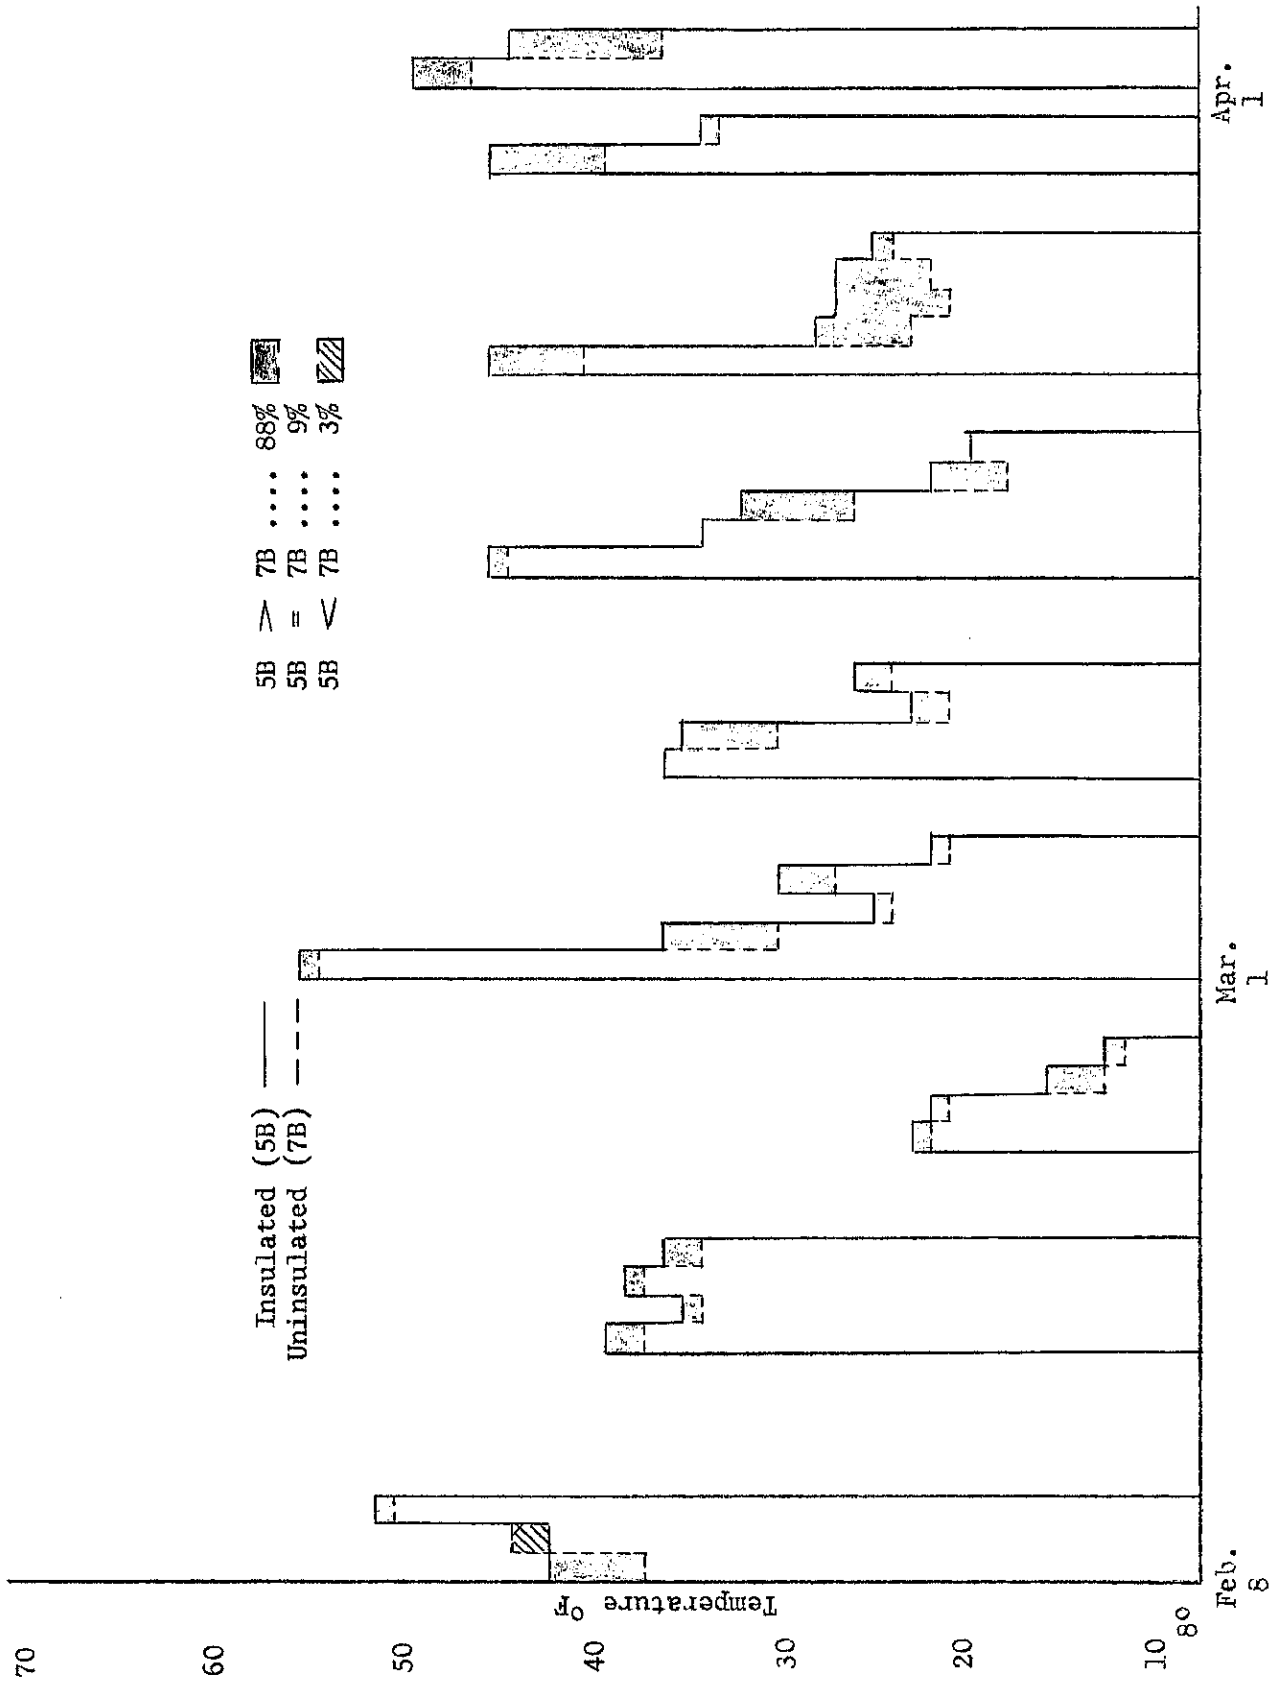 70
60
50
40
30
20
10
8°
Temperature °F
Insulated (5B)
Uninsulated (7B)
5B > 7B .... 88%
5B = 7B .... 9%
5B < 7B .... 3%
Feb.
8
Mar.
1
Apr.
1